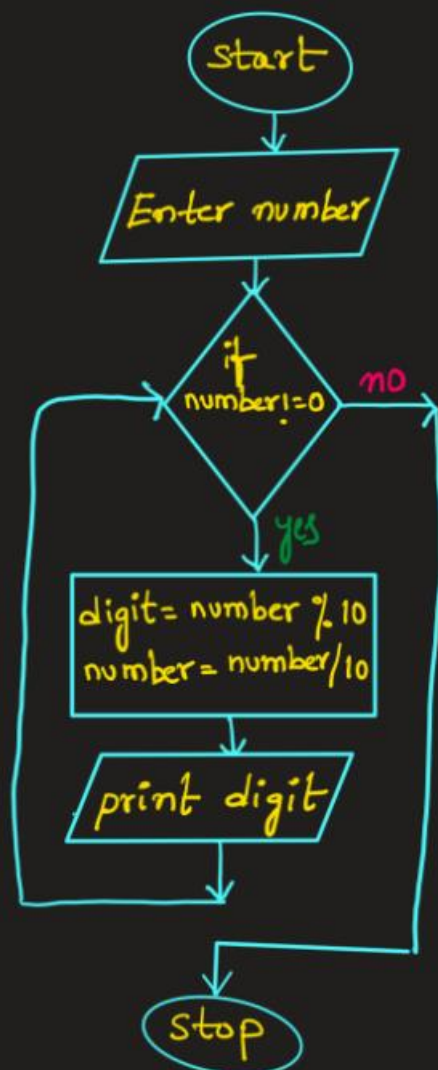 start
Enter number
if
number!=0
no
yes
digit= number % 10
number= number/10
print digit
stop